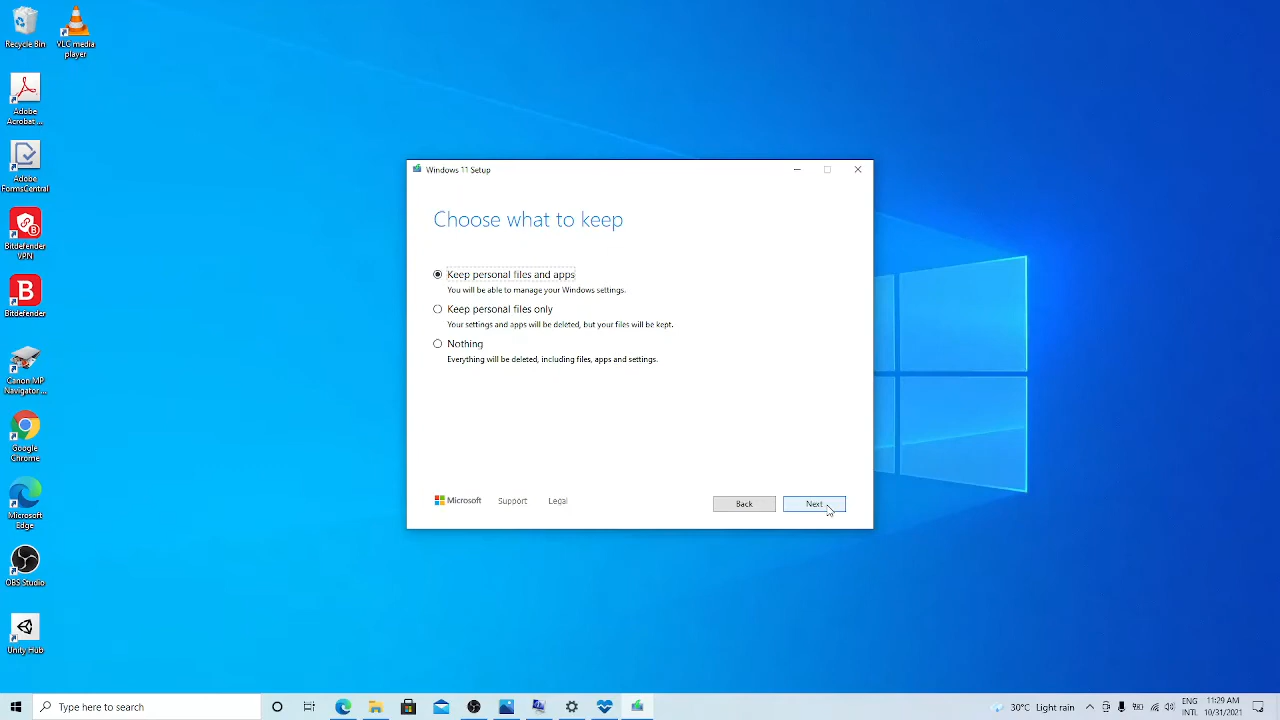 Recycle Bin
VLC media
player
Adobe
Acrobat ...
Adobe
FormsCentral
Bitdefender
VPN
Bitdefender
Canon MP
Navigator ...
Google
Chrome
Microsoft
Edge
OBS Studio
Unity Hub
Windows 11 Setup
Choose what to keep
Keep personal files and apps
You will be able to manage your Windows settings.
Keep personal files only
Your settings and apps will be deleted, but your files will be kept.
Nothing
Everything will be deleted, including files, apps and settings.
Microsoft Support Legal Back Next
Type here to search
30°C Light rain
ENG
INTL
11:29 AM
10/31/2021